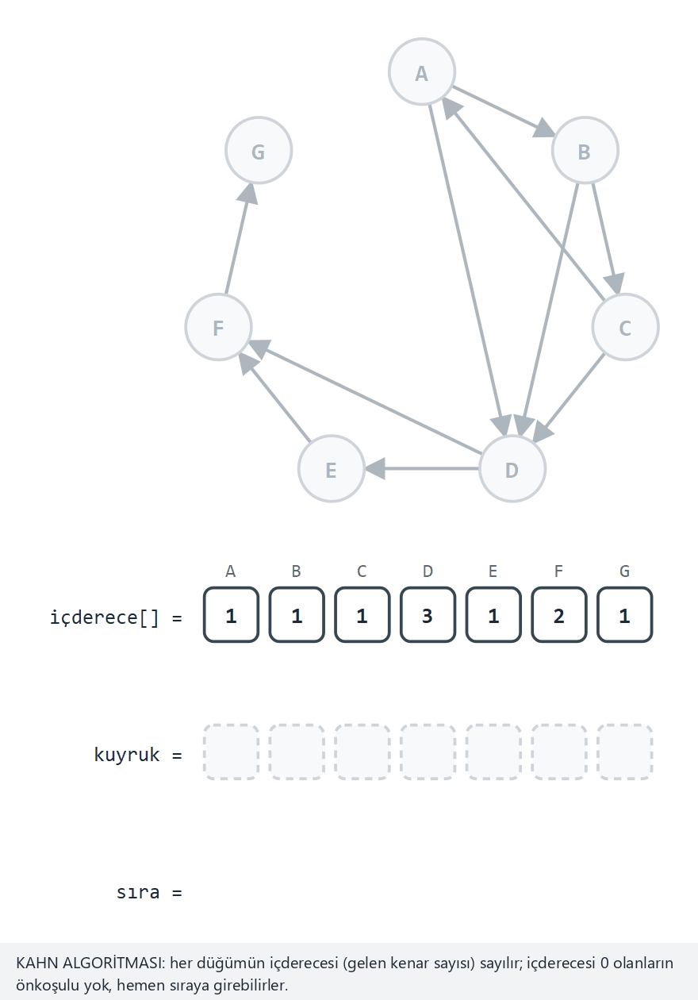 A
G
B
F
C
E
D
A B C D E F G
içderece[] = 1 1 1 3 1 2 1
kuyruk =
sıra =
KAHN ALGORİTMASI: her düğümün içderecesi (gelen kenar sayısı) sayılır; içderecesi 0 olanların
önkoşulu yok, hemen sıraya girebilirler.